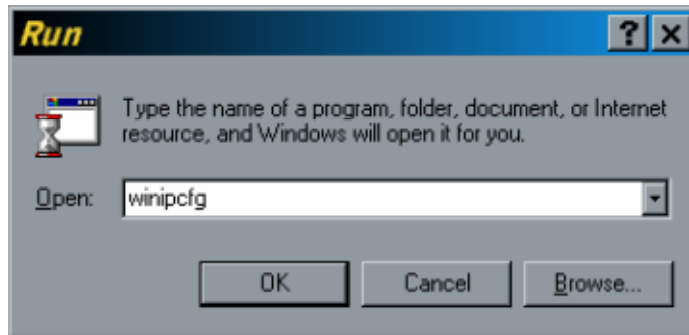 Run
Type the name of a program, folder, document, or Internet
resource, and Windows will open it for you.
Open: winipcfg
OK Cancel Browse...